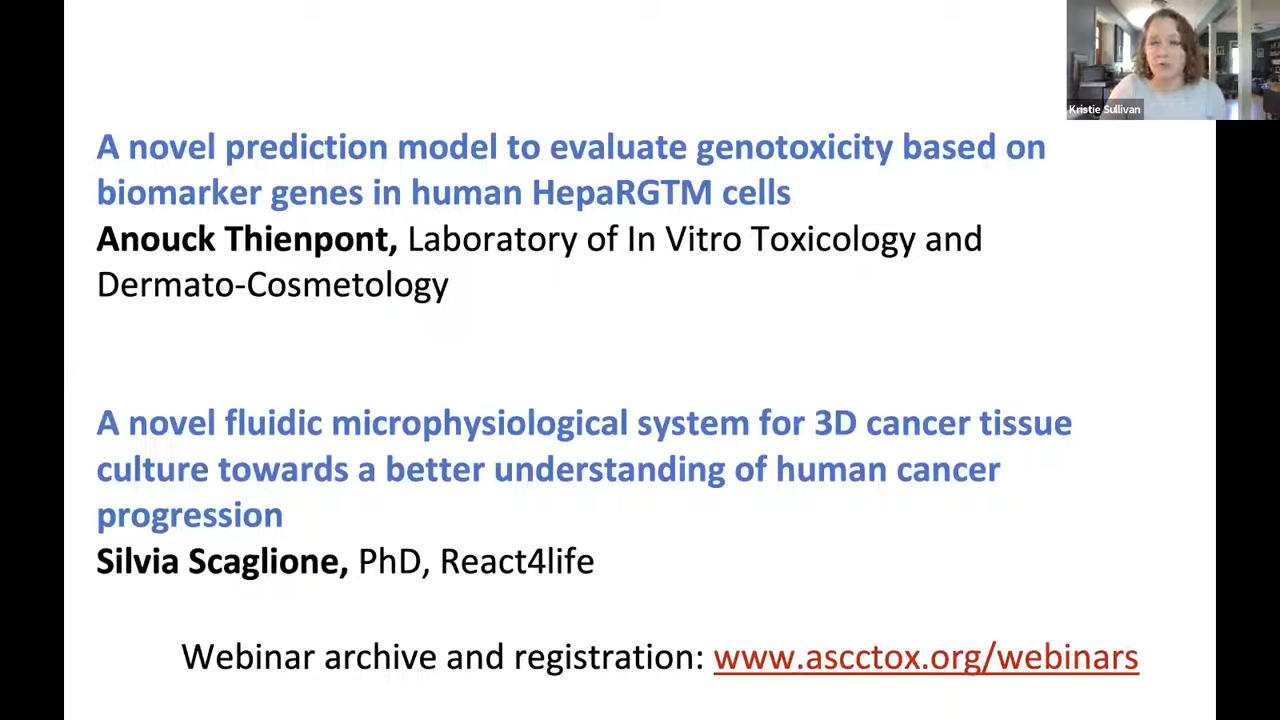 Kristie Sullivan
A novel prediction model to evaluate genotoxicity based on
biomarker genes in human HepaRGTM cells
Anouck Thienpont, Laboratory of In Vitro Toxicology and
Dermato-Cosmetology
A novel fluidic microphysiological system for 3D cancer tissue
culture towards a better understanding of human cancer
progression
Silvia Scaglione, PhD, React4life
Webinar archive and registration: www.ascctox.org/webinars